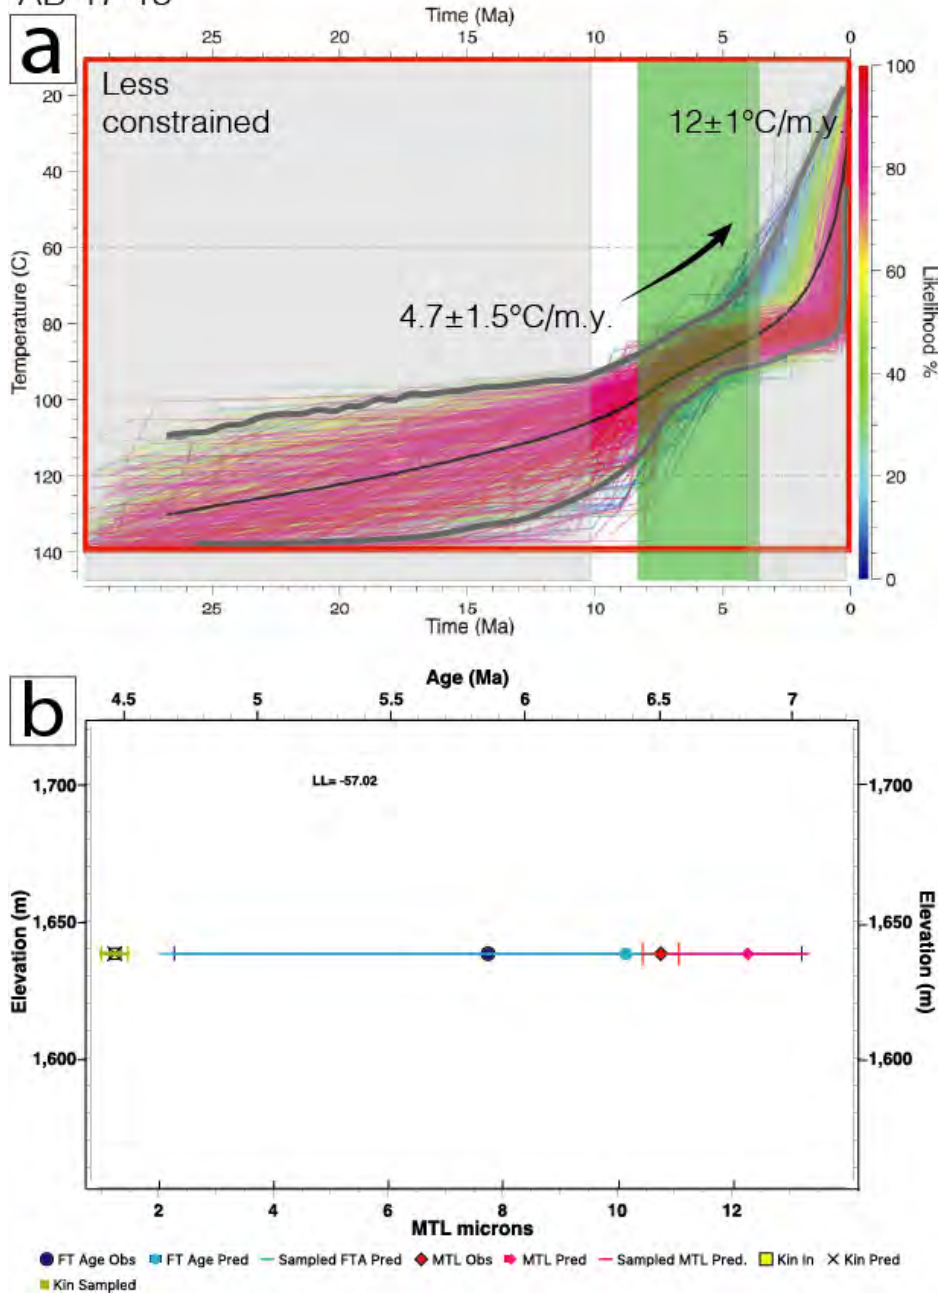 a
Time (Ma)
25 20 15 10 5 0
Less
constrained
12±1°C/m.y.
4.7±1.5°C/m.y.
Temperature (C)
20
40
60
80
100
120
140
100
80
60
40
20
0
Likelihood %
25 20 15 10 5 0
Time (Ma)
b
Age (Ma)
4.5 5 5.5 6 6.5 7
LL= -57.02
Elevation (m)
1,700
1,650
1,600
1,700
1,650
1,600
Elevation (m)
2 4 6 8 10 12
MTL microns
FT Age Obs FT Age Pred Sampled FTA Pred MTL Obs MTL Pred Sampled MTL Pred. Kin In Kin Pred
Kin Sampled